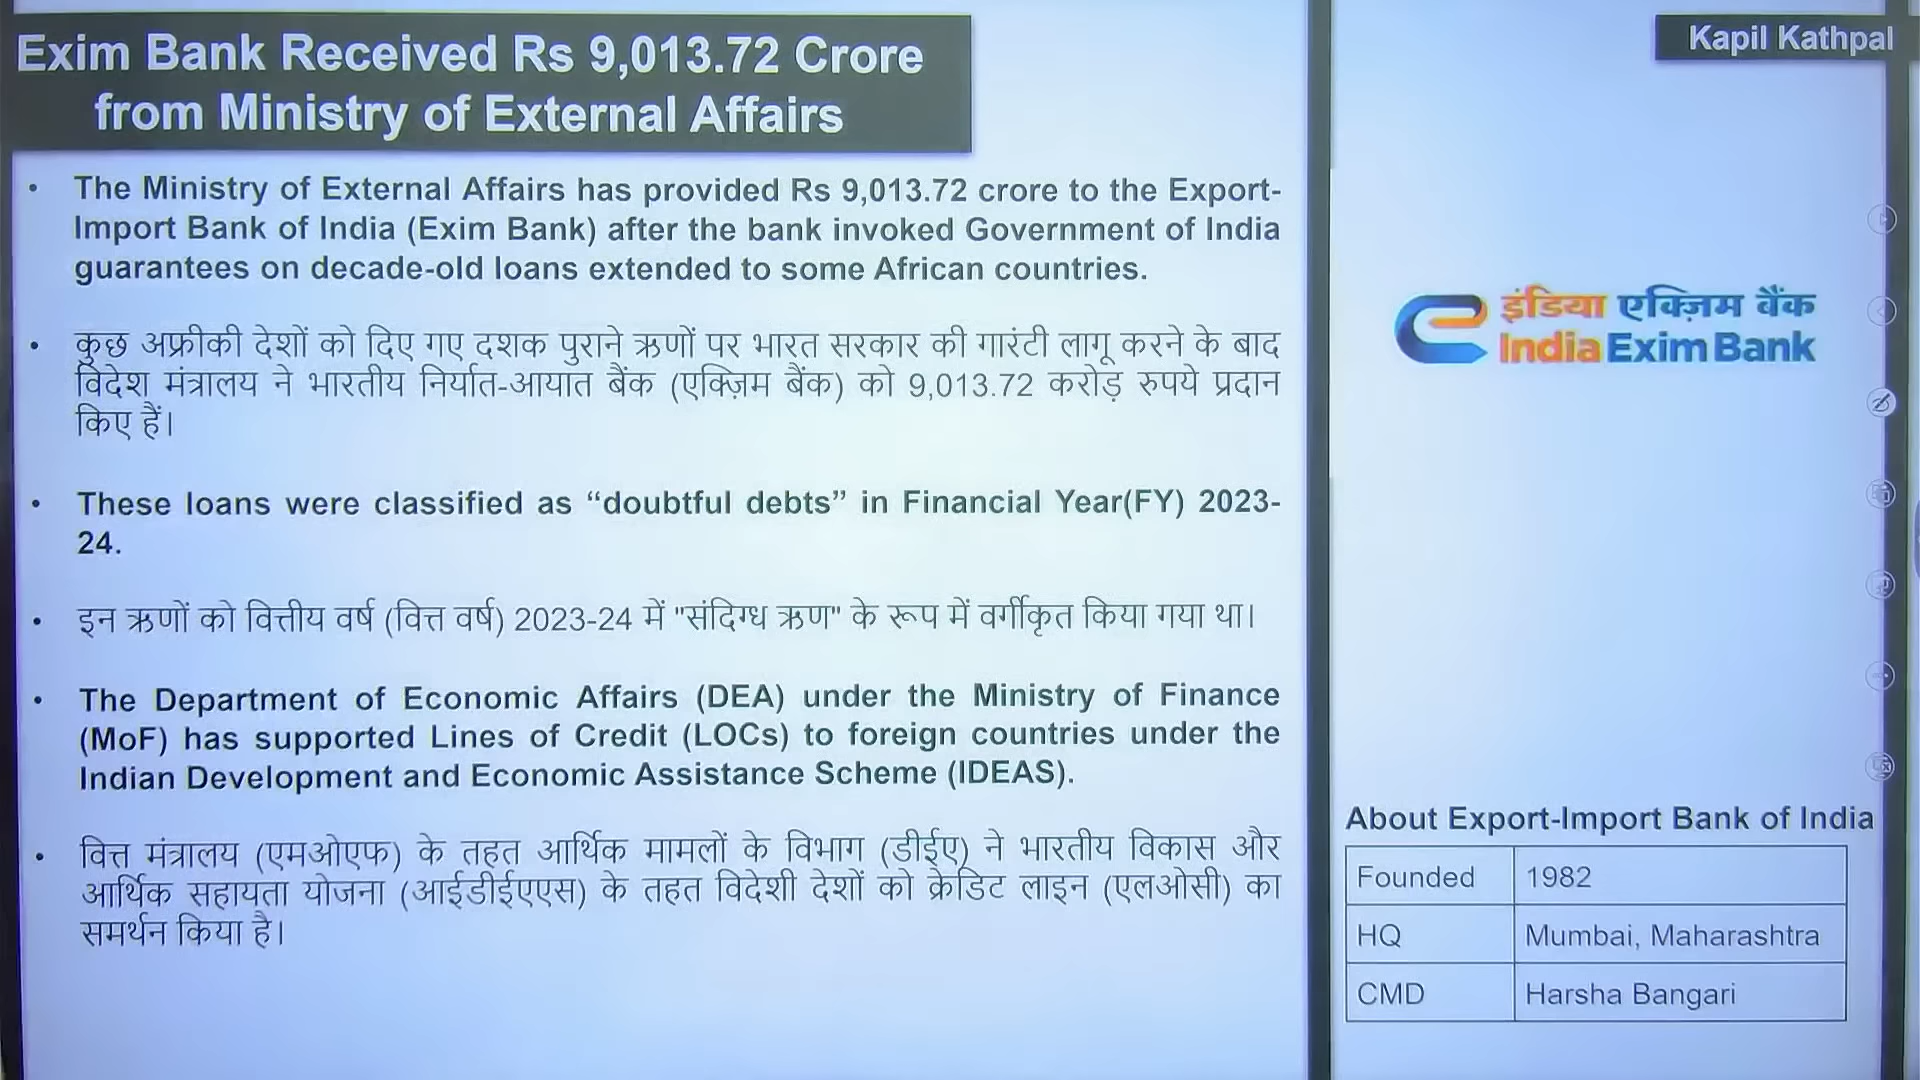 Exim Bank Received Rs 9,013.72 Crore
from Ministry of External Affairs
Kapil Kathpal
• The Ministry of External Affairs has provided Rs 9,013.72 crore to the Export-
Import Bank of India (Exim Bank) after the bank invoked Government of India
guarantees on decade-old loans extended to some African countries.
• कुछ अफ्रीकी देशों को दिए गए दशक पुराने ऋणों पर भारत सरकार की गारंटी लागू करने के बाद
विदेश मंत्रालय ने भारतीय निर्यात-आयात बैंक (एक्ज़िम बैंक) को 9,013.72 करोड़ रुपये प्रदान
किए हैं।
• These loans were classified as “doubtful debts” in Financial Year(FY) 2023-
24.
• इन ऋणों को वित्तीय वर्ष (वित्त वर्ष) 2023-24 में "संदिग्ध ऋण" के रूप में वर्गीकृत किया गया था।
• The Department of Economic Affairs (DEA) under the Ministry of Finance
(MoF) has supported Lines of Credit (LOCs) to foreign countries under the
Indian Development and Economic Assistance Scheme (IDEAS).
• वित्त मंत्रालय (एमओएफ) के तहत आर्थिक मामलों के विभाग (डीईए) ने भारतीय विकास और
आर्थिक सहायता योजना (आईडीईएएस) के तहत विदेशी देशों को क्रेडिट लाइन (एलओसी) का
समर्थन किया है।
इंडिया एक्ज़िम बैंक
India Exim Bank
About Export-Import Bank of India
Founded 1982
HQ Mumbai, Maharashtra
CMD Harsha Bangari